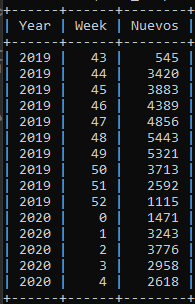 +------+------+--------+
| Year | Week | Nuevos |
+------+------+--------+
| 2019 | 43 | 545 |
| 2019 | 44 | 3420 |
| 2019 | 45 | 3883 |
| 2019 | 46 | 4389 |
| 2019 | 47 | 4856 |
| 2019 | 48 | 5443 |
| 2019 | 49 | 5321 |
| 2019 | 50 | 3713 |
| 2019 | 51 | 2592 |
| 2019 | 52 | 1115 |
| 2020 | 0 | 1471 |
| 2020 | 1 | 3243 |
| 2020 | 2 | 3776 |
| 2020 | 3 | 2958 |
| 2020 | 4 | 2618 |
+------+------+--------+